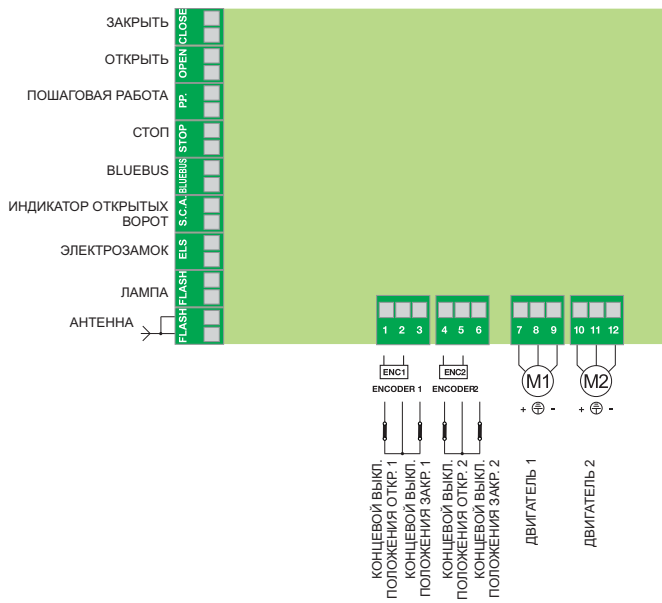 ЗАКРЫТЬ
CLOSE
ОТКРЫТЬ
OPEN
ПОШАГОВАЯ РАБОТА
PP.
СТОП
STOP
BLUEBUS
BLUEBUS
ИНДИКАТОР ОТКРЫТЫХ
ВОРОТ
S.C.A.
ЭЛЕКТРОЗАМОК
ELS
ЛАМПА
FLASH
АНТЕННА
FLASH
1 2 3 4 5 6 7 8 9 10 11 12
ENC1 ENC2 M1 M2
ENCODER 1 ENCODER2
+ - + -
КОНЦЕВОЙ ВЫКЛ.
ПОЛОЖЕНИЯ ОТКР. 1
КОНЦЕВОЙ ВЫКЛ.
ПОЛОЖЕНИЯ ЗАКР. 1
КОНЦЕВОЙ ВЫКЛ.
ПОЛОЖЕНИЯ ОТКР. 2
КОНЦЕВОЙ ВЫКЛ.
ПОЛОЖЕНИЯ ЗАКР. 2
ДВИГАТЕЛЬ 1
ДВИГАТЕЛЬ 2